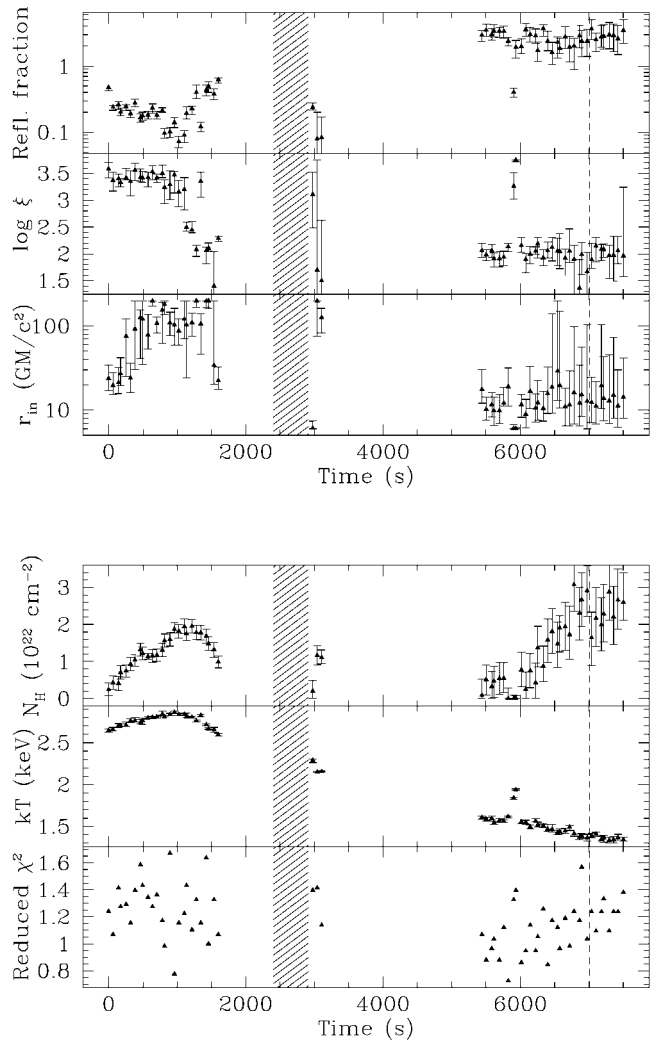 Refl. fraction
1
0.1
log ξ
3.5
3
2.5
2
1.5
r_in (GM/c²)
100
10
0 2000 4000 6000
Time (s)
N_H (10²² cm⁻²)
3
2
1
0
kT (keV)
2.5
2
1.5
Reduced χ²
1.6
1.4
1.2
1
0.8
0 2000 4000 6000
Time (s)